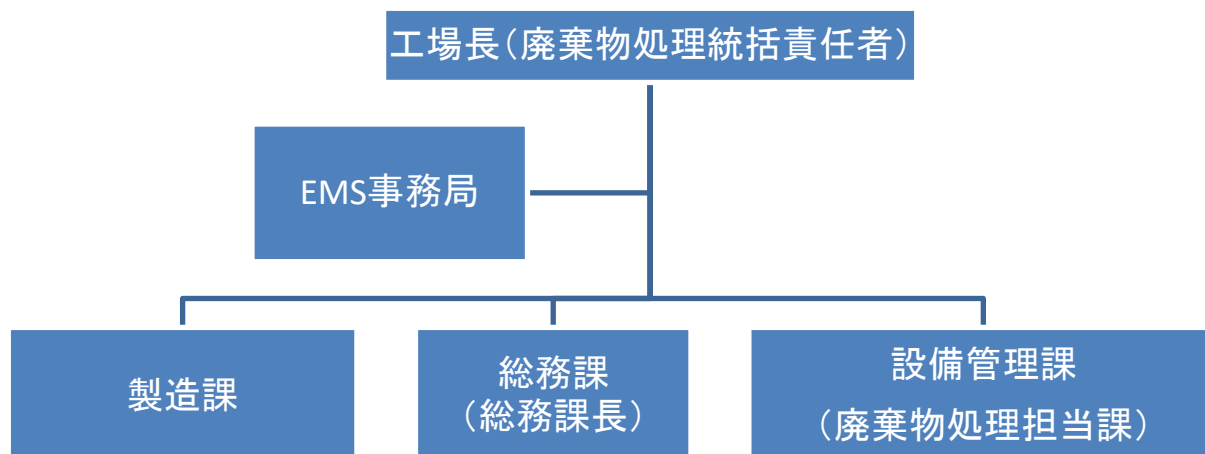 工場長（廃棄物処理統括責任者）
EMS事務局
製造課
総務課
（総務課長）
設備管理課
（廃棄物処理担当課）